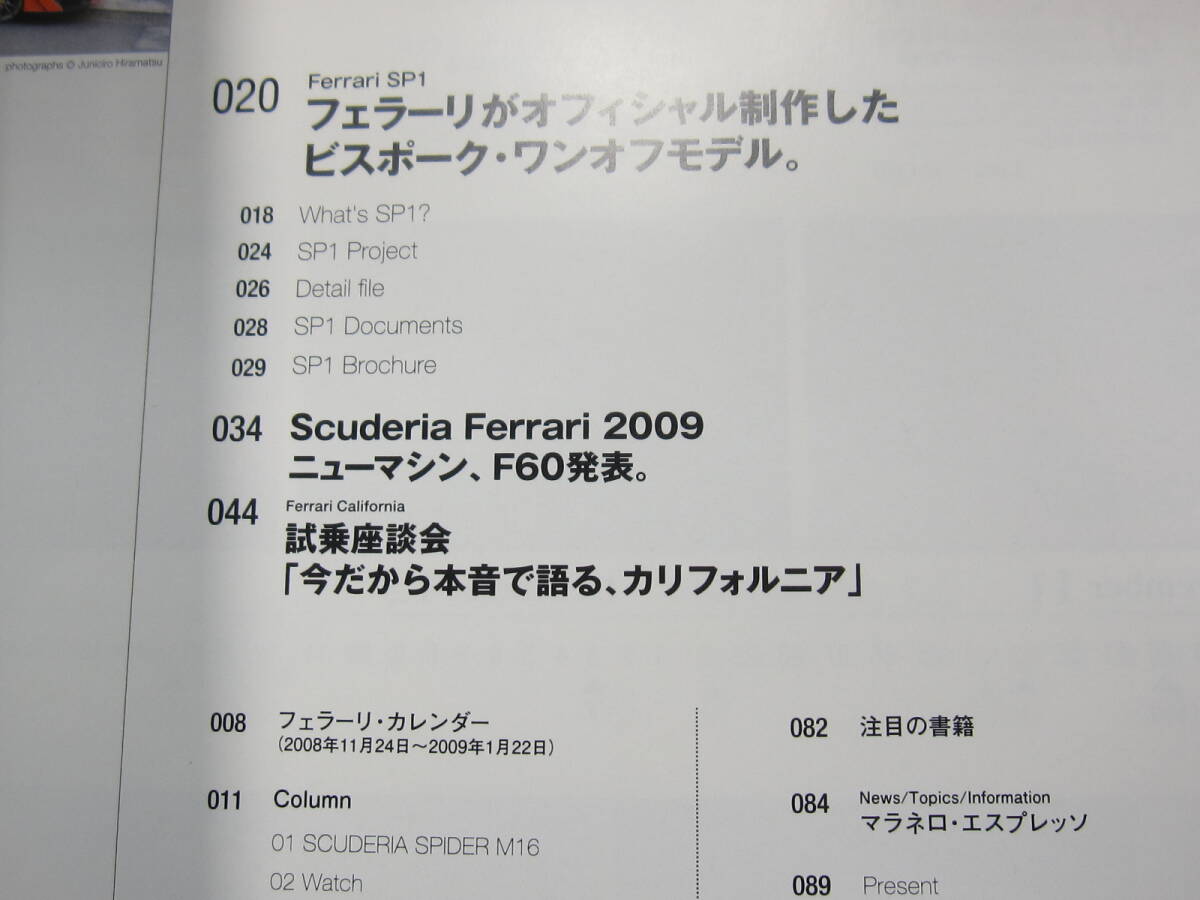 photographs © Junichiro Hiramatsu
020 Ferrari SP1
フェラーリがオフィシャル制作した
ビスポーク・ワンオフモデル。
018 What's SP1?
024 SP1 Project
026 Detail file
028 SP1 Documents
029 SP1 Brochure
034 Scuderia Ferrari 2009
ニューマシン、F60発表。
044 Ferrari California
試乗座談会
「今だから本音で語る、カリフォルニア」
008 フェラーリ・カレンダー
(2008年11月24日〜2009年1月22日)
011 Column
01 SCUDERIA SPIDER M16
02 Watch
082 注目の書籍
084 News/Topics/Information
マラネロ・エスプレッソ
089 Present